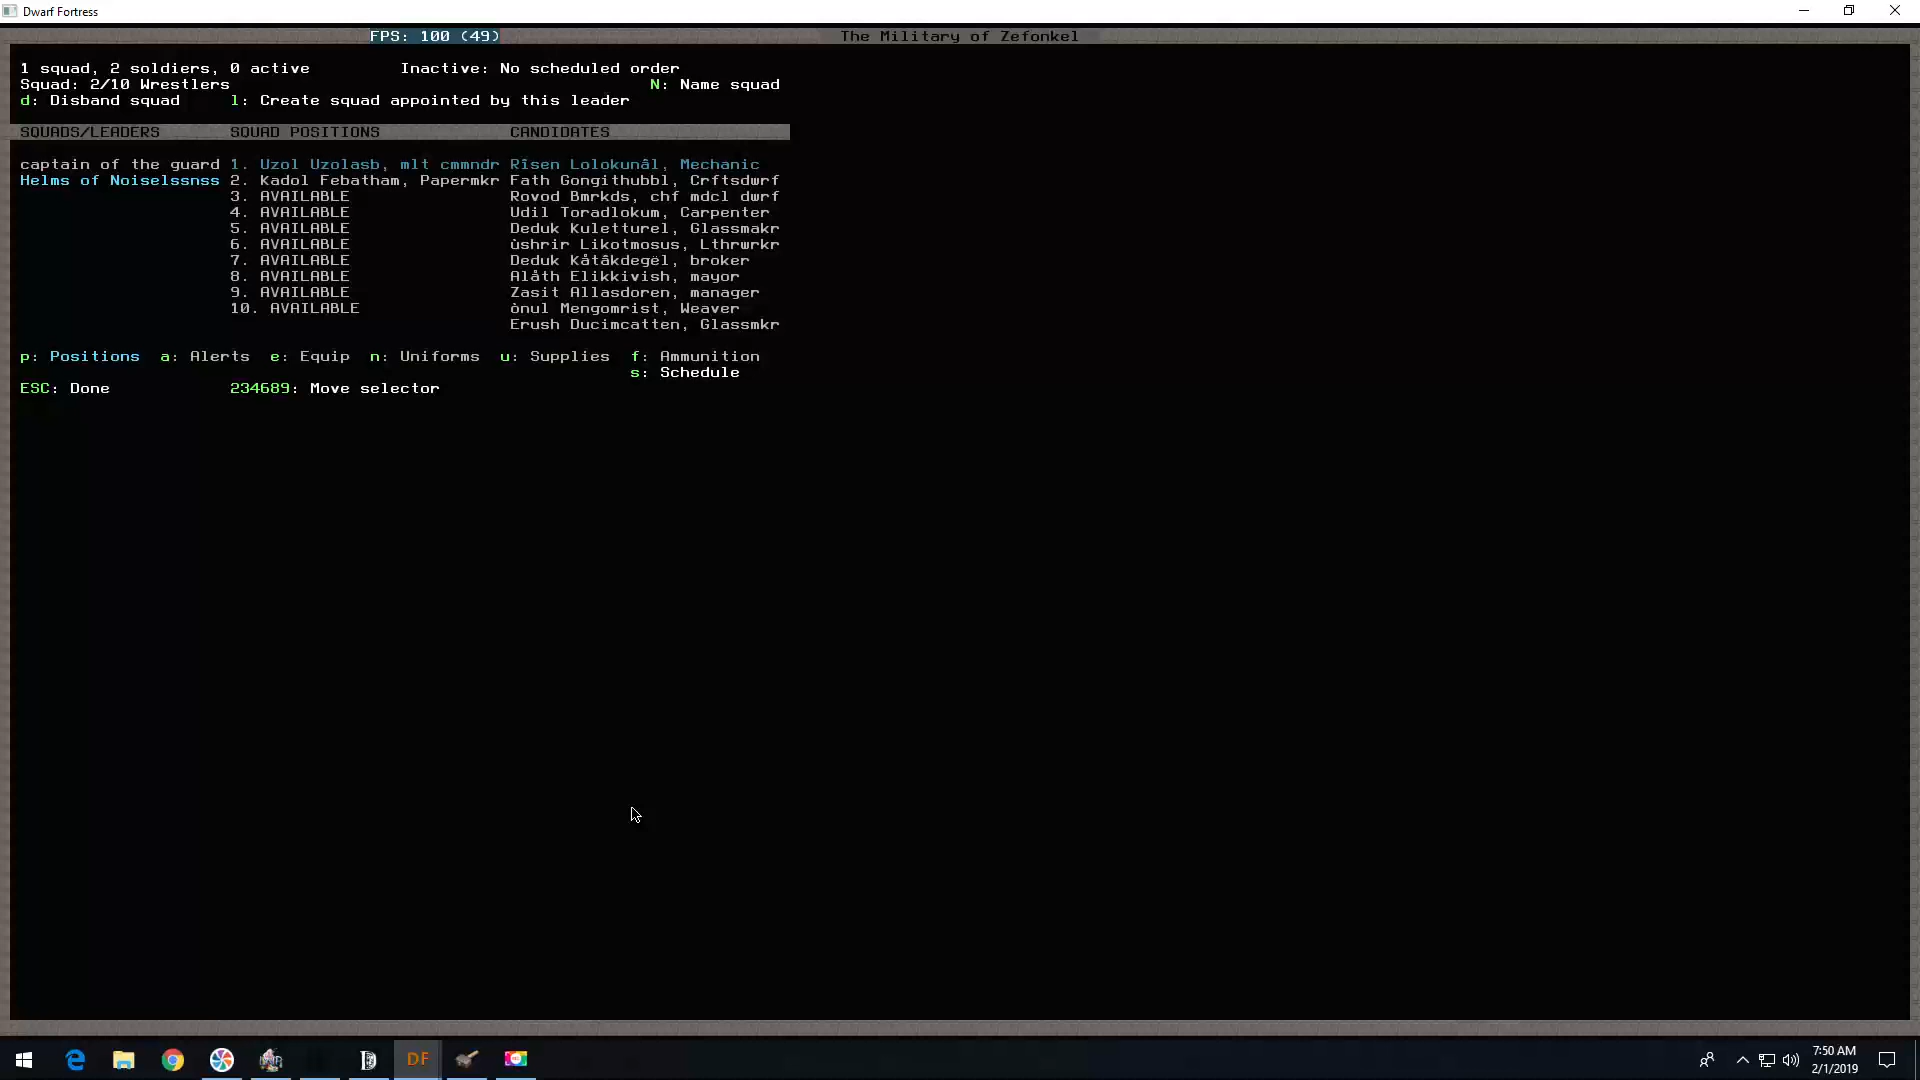 Dwarf Fortress
FPS: 100 (49) The Military of Zefonkel
1 squad, 2 soldiers, 0 active Inactive: No scheduled order
Squad: 2/10 Wrestlers N: Name squad
d: Disband squad l: Create squad appointed by this leader
SQUADS/LEADERS SQUAD POSITIONS CANDIDATES
captain of the guard 1. Uzol Uzolasb, mlt cmmndr Rîsen Lolokunâl, Mechanic
Helms of Noiselssnss 2. Kadol Febatham, Papermkr Fath Gongithubbl, Crftsdwrf
3. AVAILABLE Rovod Bmrkds, chf mdcl dwrf
4. AVAILABLE Udil Toradlokum, Carpenter
5. AVAILABLE Deduk Kuletturel, Glassmakr
6. AVAILABLE ùshrir Likotmosus, Lthrwrkr
7. AVAILABLE Deduk Kåtâkdegël, broker
8. AVAILABLE Alåth Elikkivish, mayor
9. AVAILABLE Zasit Allasdoren, manager
10. AVAILABLE ònul Mengomrist, Weaver
Erush Ducimcatten, Glassmkr
p: Positions a: Alerts e: Equip n: Uniforms u: Supplies f: Ammunition
s: Schedule
ESC: Done 234689: Move selector
DF
7:50 AM
2/1/2019